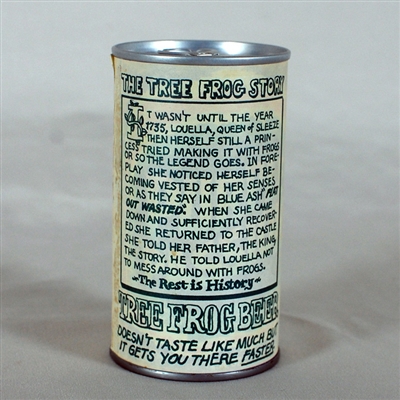 THE TREE FROG STORY
IT WASN'T UNTIL THE YEAR
1735, LOUELLA, QUEEN OF SLEEZE
THEN HERSELF STILL A PRIN-
CESS TRIED MAKING IT WITH FROGS
OR SO THE LEGEND GOES. IN FORE-
PLAY SHE NOTICED HERSELF BE-
COMING VESTED OF HER SENSES
OR AS THEY SAY IN BLUE ASH "BEAT
OUT WASTED". WHEN SHE CAME
DOWN AND SUFFICIENTLY RECOVER-
ED SHE RETURNED TO THE CASTLE
SHE TOLD HER FATHER, THE KING,
THE STORY. HE TOLD LOUELLA NOT
TO MESS AROUND WITH FROGS.
~The Rest is History~
TREE FROG BEER
DOESN'T TASTE LIKE MUCH BUT
IT GETS YOU THERE FASTER